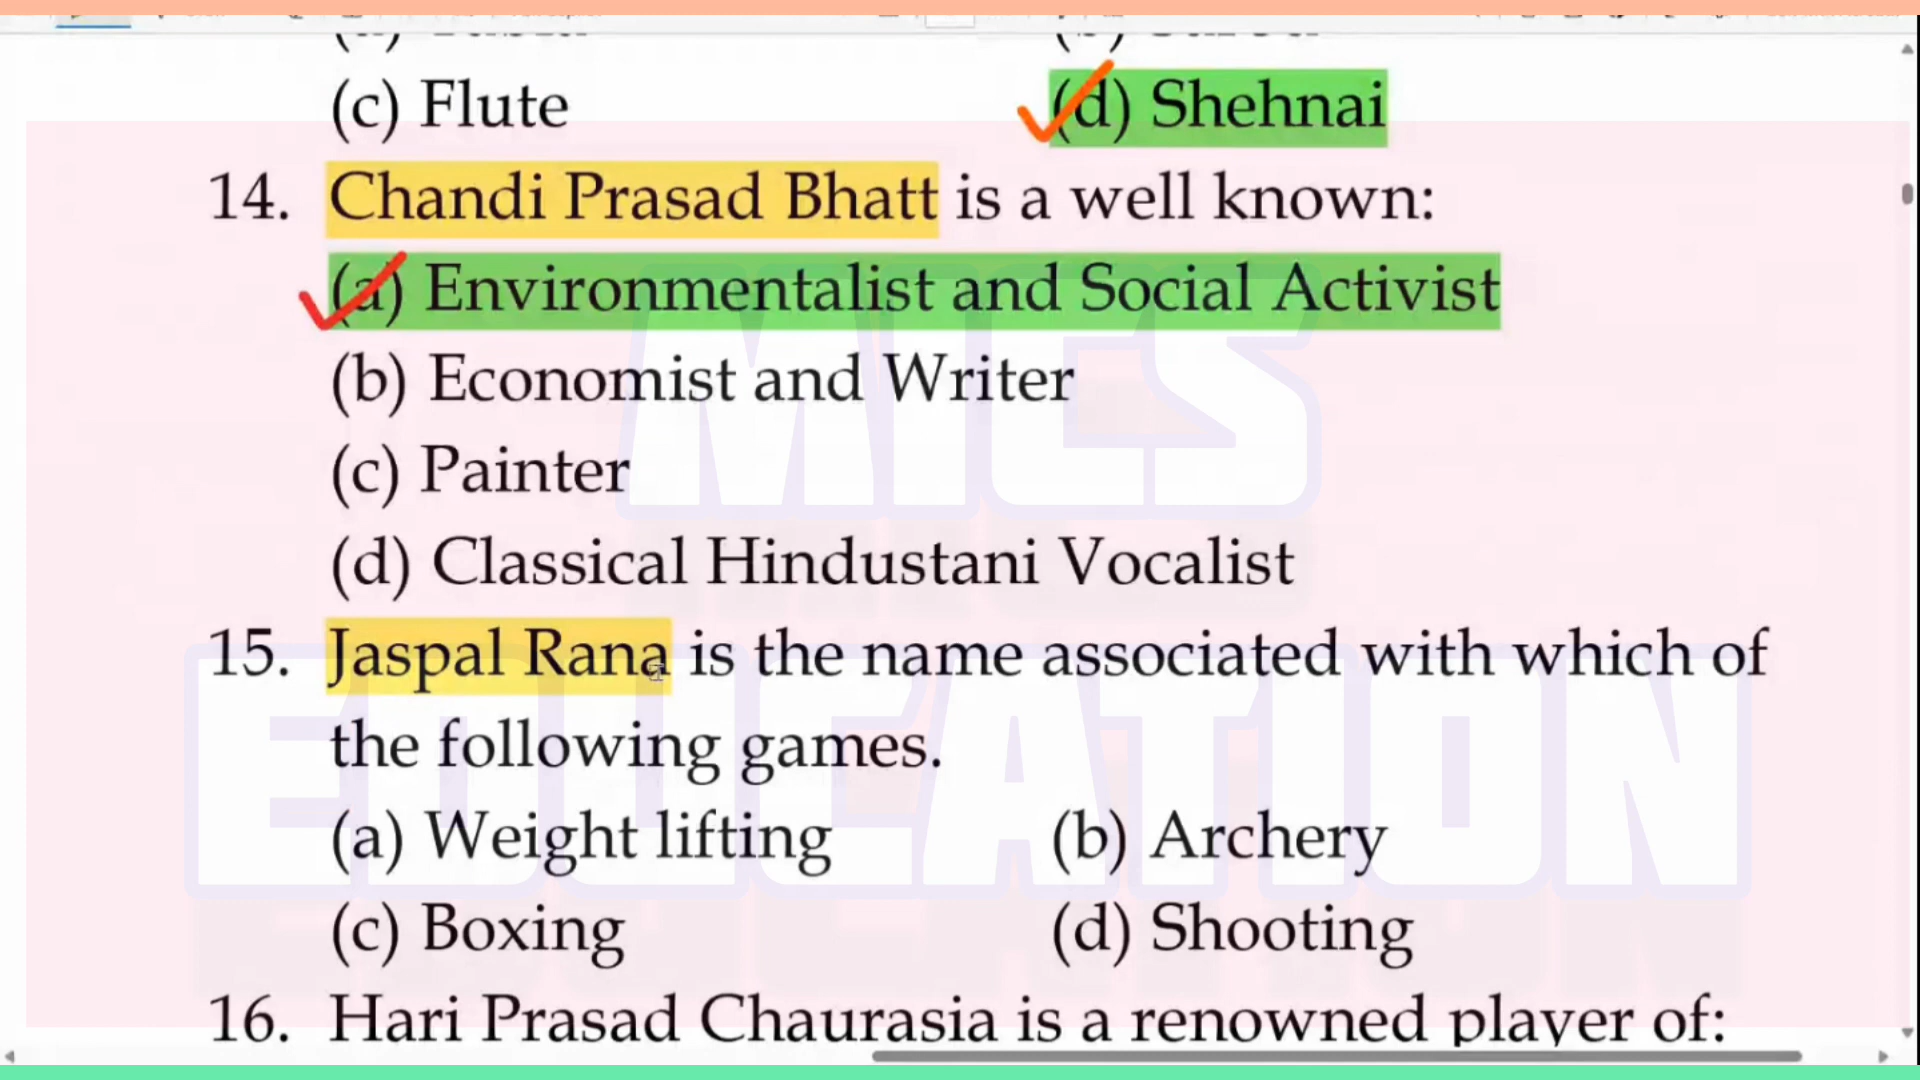 (c) Flute (d) Shehnai
14. Chandi Prasad Bhatt is a well known:
(a) Environmentalist and Social Activist
(b) Economist and Writer
(c) Painter
(d) Classical Hindustani Vocalist
15. Jaspal Rana is the name associated with which of
the following games.
(a) Weight lifting (b) Archery
(c) Boxing (d) Shooting
16. Hari Prasad Chaurasia is a renowned player of:
MICS
EDUCATION